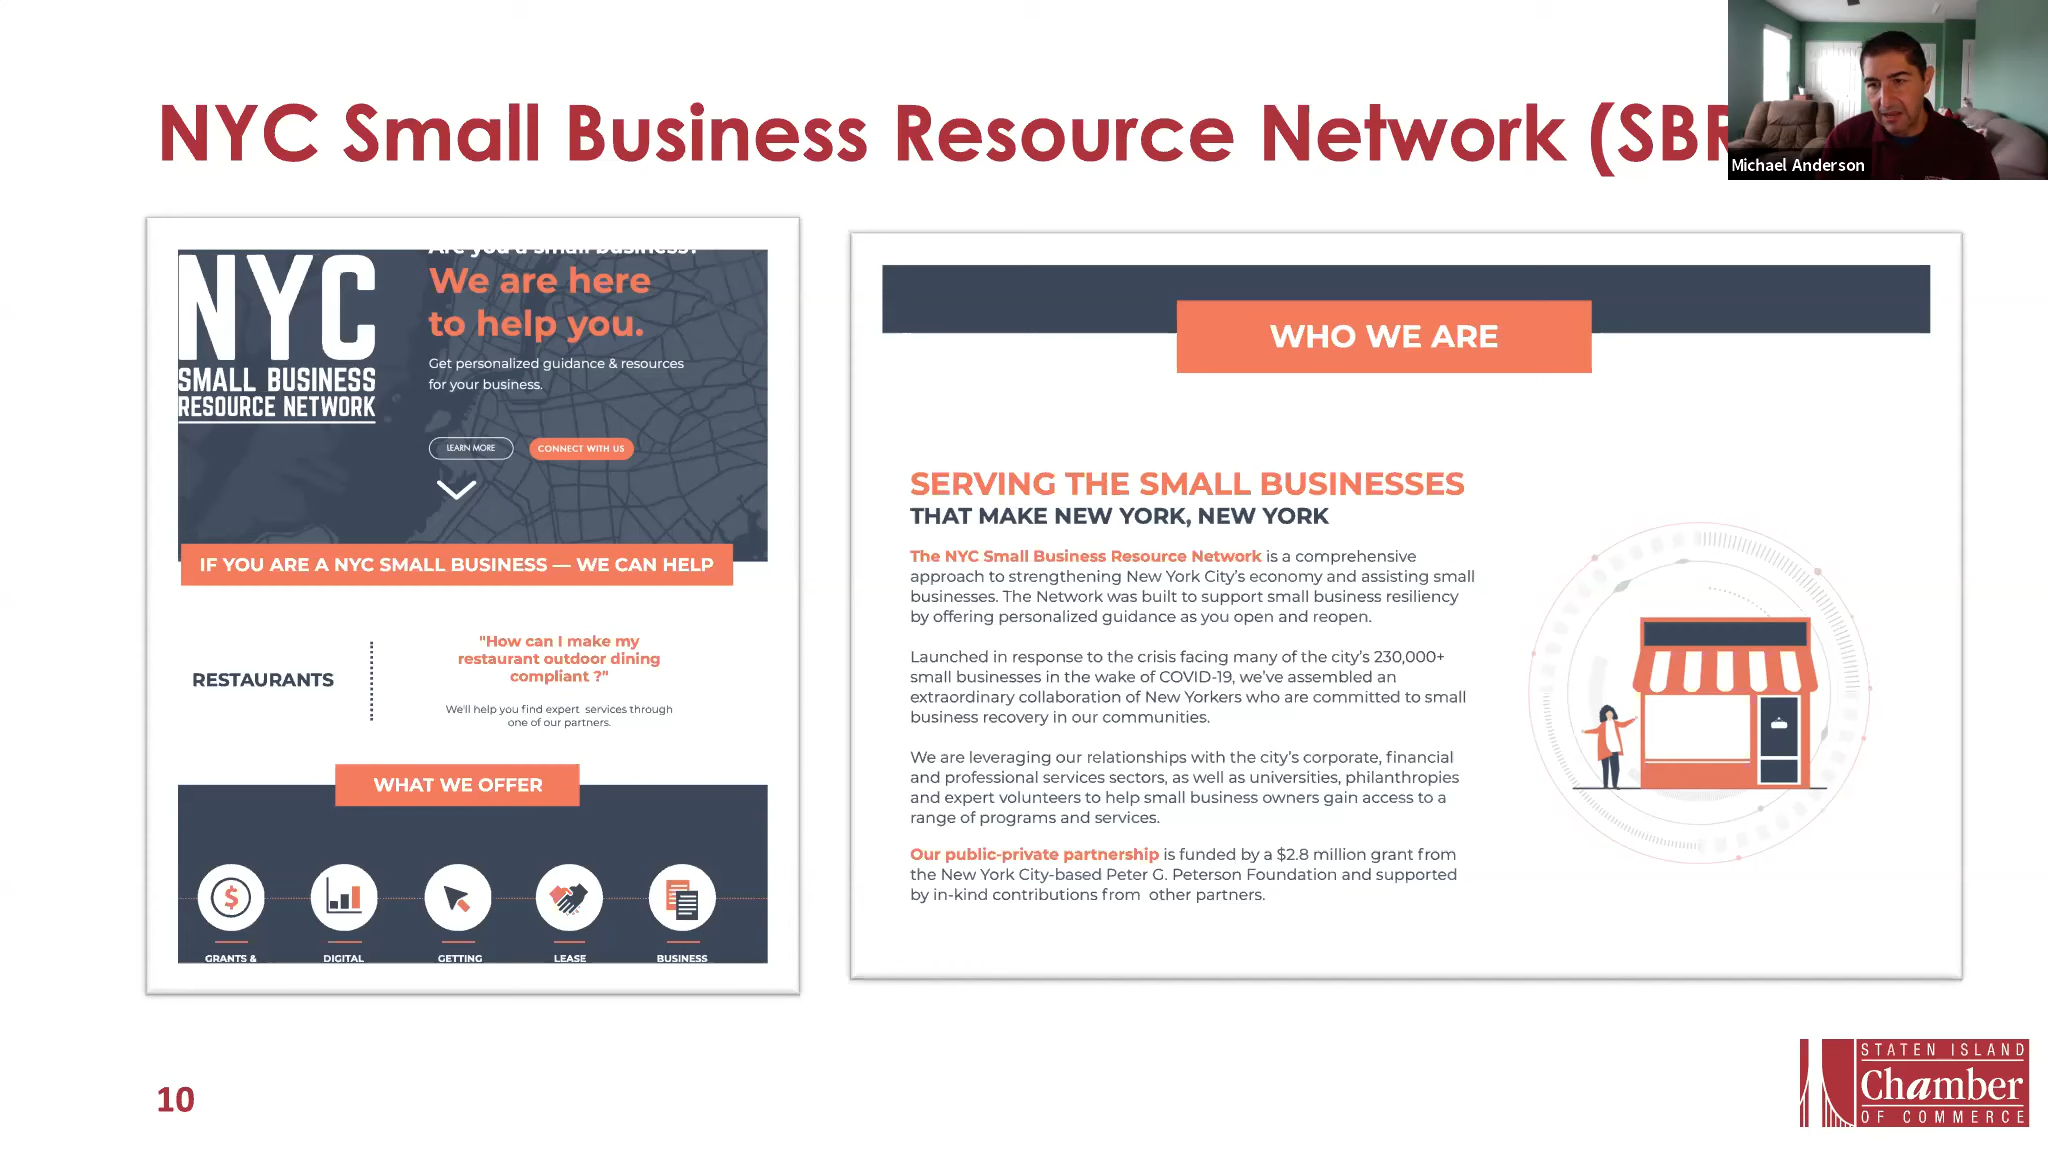 NYC Small Business Resource Network (SBR
Michael Anderson
Are you a small business?
NYC
SMALL BUSINESS
RESOURCE NETWORK
We are here
to help you.
Get personalized guidance & resources
for your business.
LEARN MORE
CONNECT WITH US
IF YOU ARE A NYC SMALL BUSINESS — WE CAN HELP
RESTAURANTS
"How can I make my
restaurant outdoor dining
compliant ?"
We'll help you find expert services through
one of our partners.
WHAT WE OFFER
$
GRANTS &
DIGITAL
GETTING
LEASE
BUSINESS
WHO WE ARE
SERVING THE SMALL BUSINESSES
THAT MAKE NEW YORK, NEW YORK
The NYC Small Business Resource Network is a comprehensive
approach to strengthening New York City's economy and assisting small
businesses. The Network was built to support small business resiliency
by offering personalized guidance as you open and reopen.
Launched in response to the crisis facing many of the city's 230,000+
small businesses in the wake of COVID-19, we've assembled an
extraordinary collaboration of New Yorkers who are committed to small
business recovery in our communities.
We are leveraging our relationships with the city's corporate, financial
and professional services sectors, as well as universities, philanthropies
and expert volunteers to help small business owners gain access to a
range of programs and services.
Our public-private partnership is funded by a $2.8 million grant from
the New York City-based Peter G. Peterson Foundation and supported
by in-kind contributions from other partners.
10
STATEN ISLAND
Chamber
OF COMMERCE